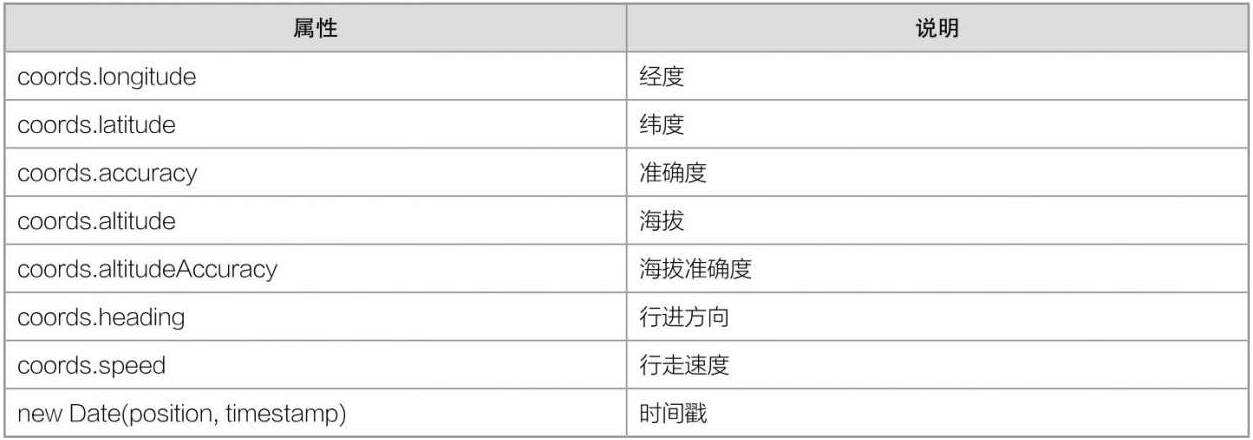 属性 说明
coords.longitude 经度
coords.latitude 纬度
coords.accuracy 准确度
coords.altitude 海拔
coords.altitudeAccuracy 海拔准确度
coords.heading 行进方向
coords.speed 行走速度
new Date(position, timestamp) 时间戳